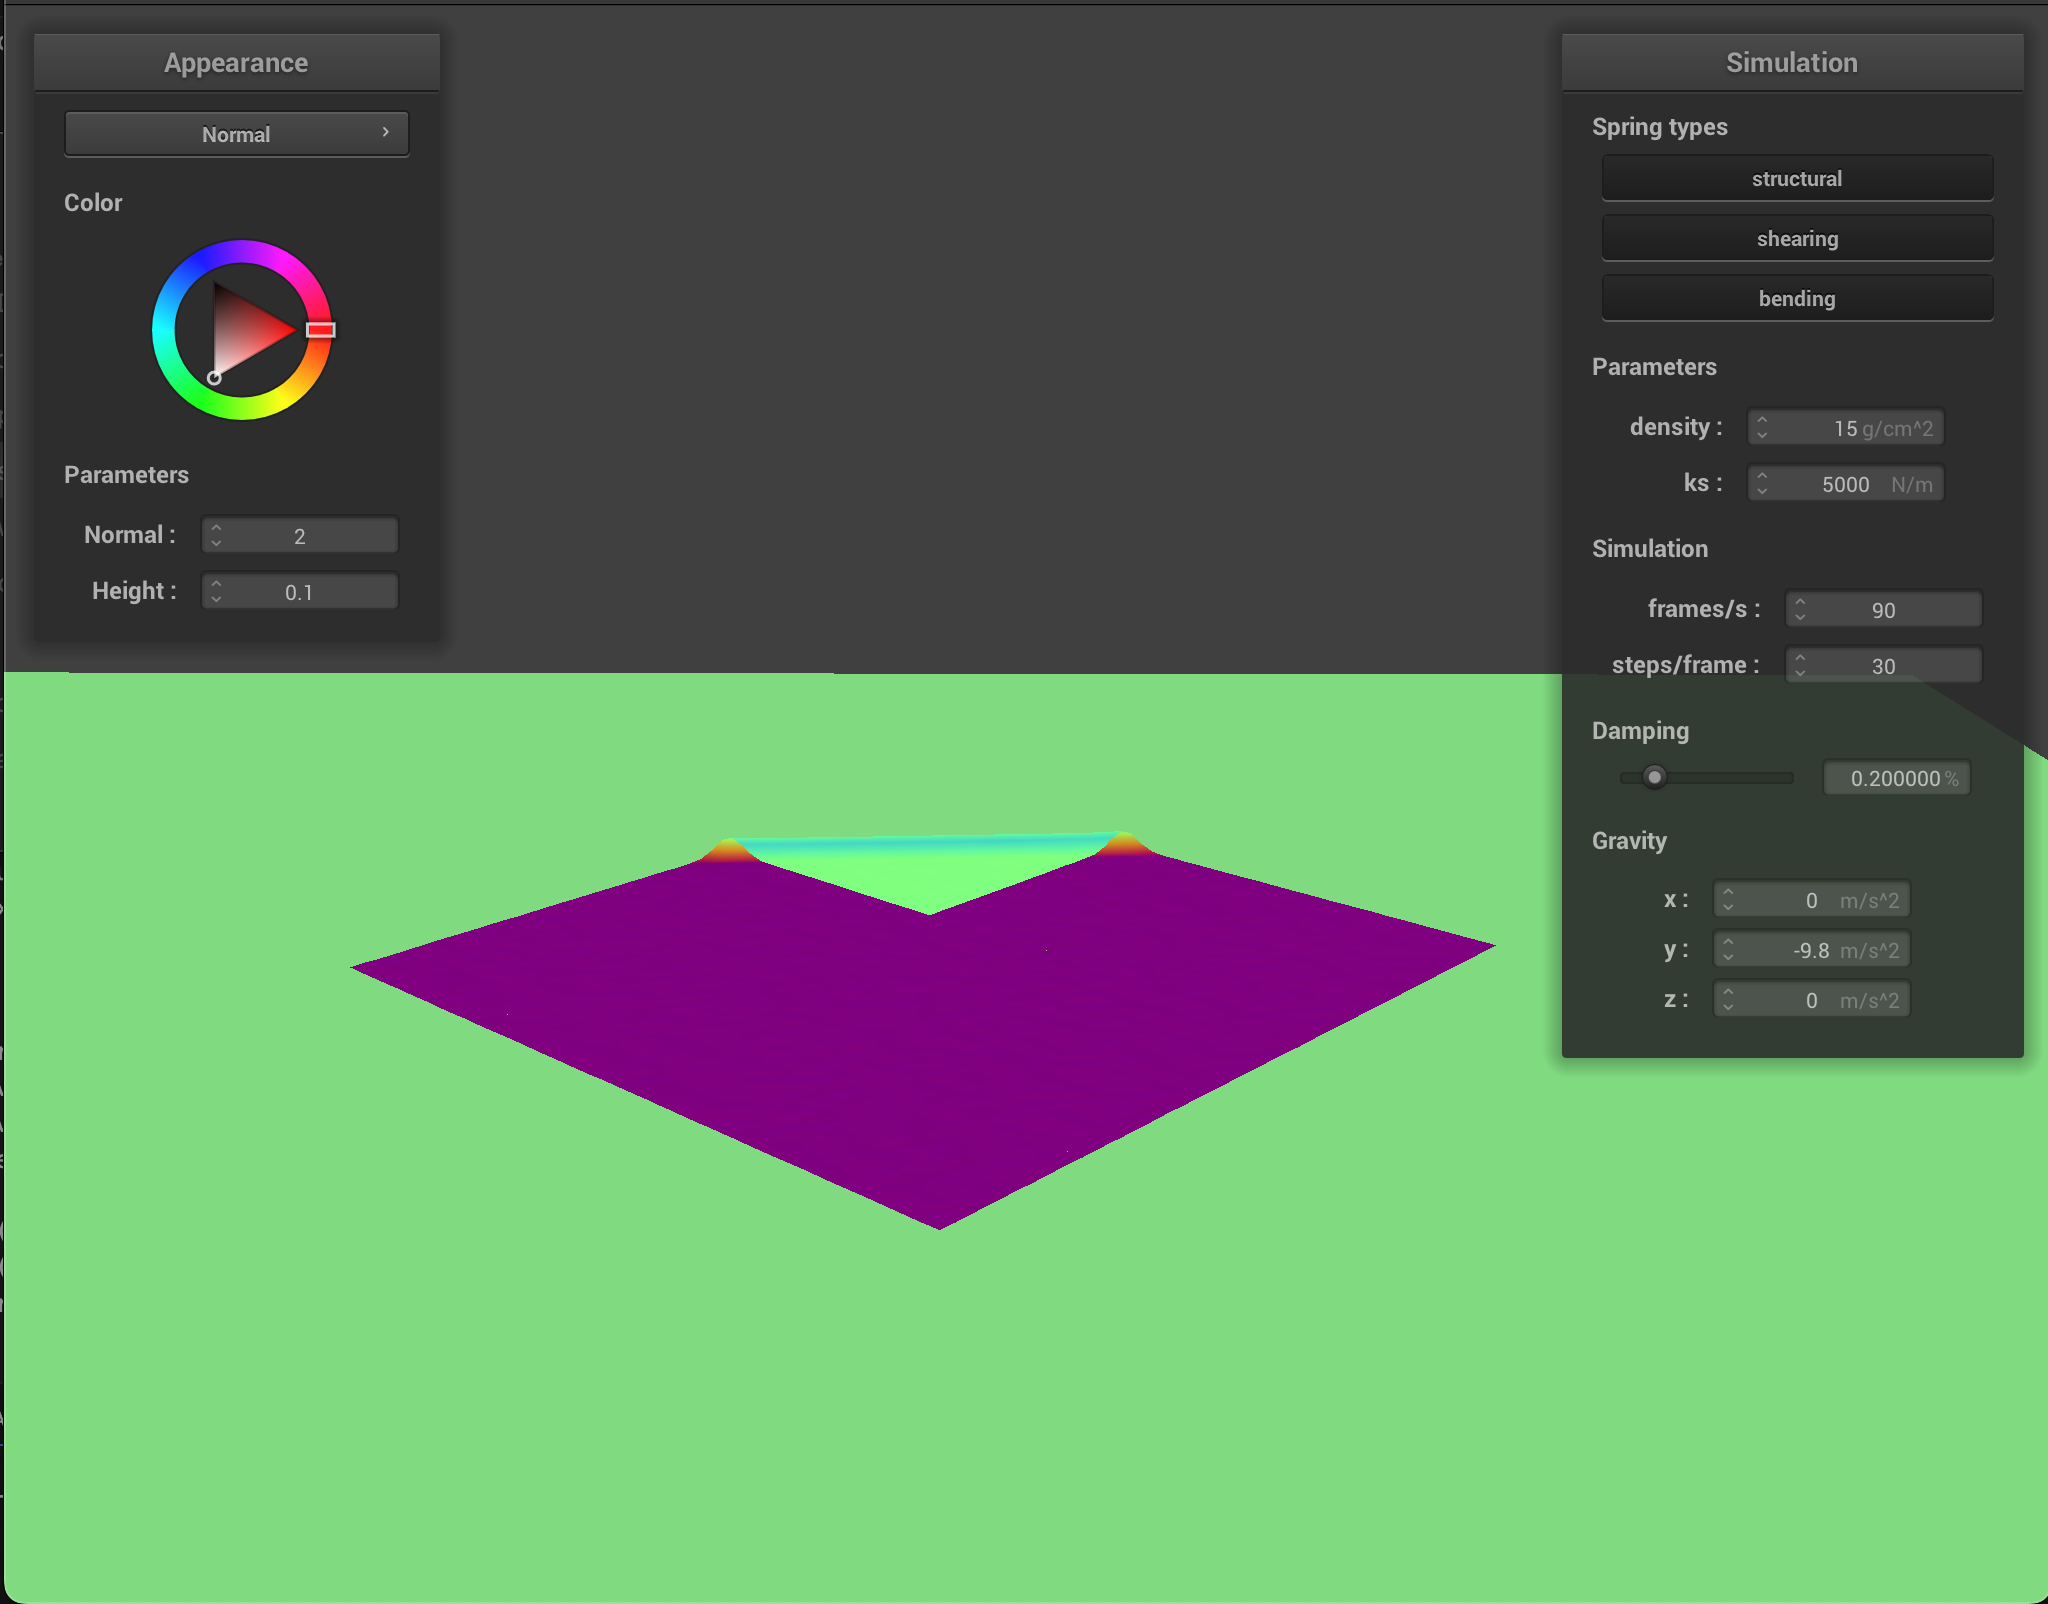 Appearance
Normal
Color
Parameters
Normal : 2
Height : 0.1
Simulation
Spring types
structural
shearing
bending
Parameters
density : 15 g/cm^2
ks : 5000 N/m
Simulation
frames/s : 90
steps/frame : 30
Damping
0.200000 %
Gravity
x : 0 m/s^2
y : -9.8 m/s^2
z : 0 m/s^2